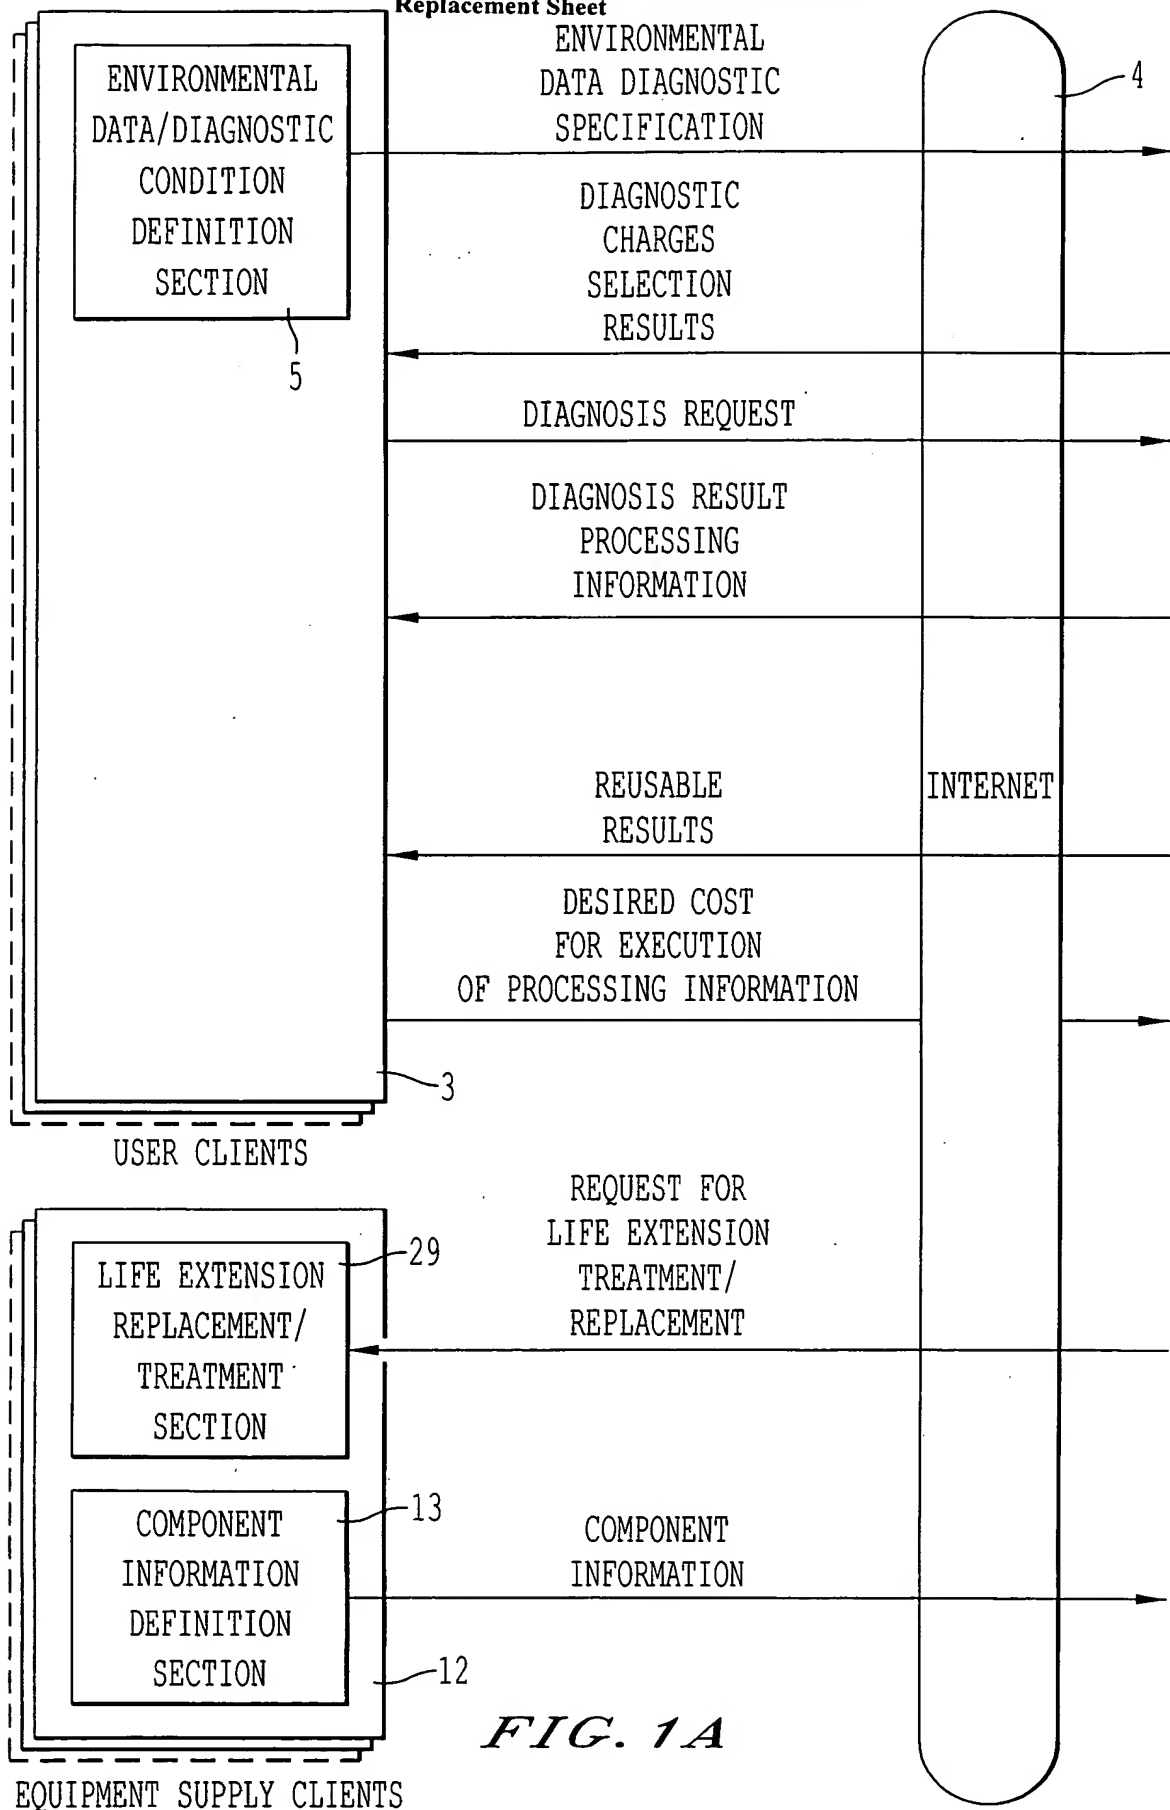 Replacement Sheet
ENVIRONMENTAL
DATA/DIAGNOSTIC
CONDITION
DEFINITION
SECTION
5
ENVIRONMENTAL
DATA DIAGNOSTIC
SPECIFICATION
4
DIAGNOSTIC
CHARGES
SELECTION
RESULTS
DIAGNOSIS REQUEST
DIAGNOSIS RESULT
PROCESSING
INFORMATION
REUSABLE
RESULTS
INTERNET
DESIRED COST
FOR EXECUTION
OF PROCESSING INFORMATION
3
USER CLIENTS
REQUEST FOR
LIFE EXTENSION
TREATMENT/
REPLACEMENT
29
LIFE EXTENSION
REPLACEMENT/
TREATMENT
SECTION
13
COMPONENT
INFORMATION
DEFINITION
SECTION
COMPONENT
INFORMATION
12
FIG. 1A
EQUIPMENT SUPPLY CLIENTS